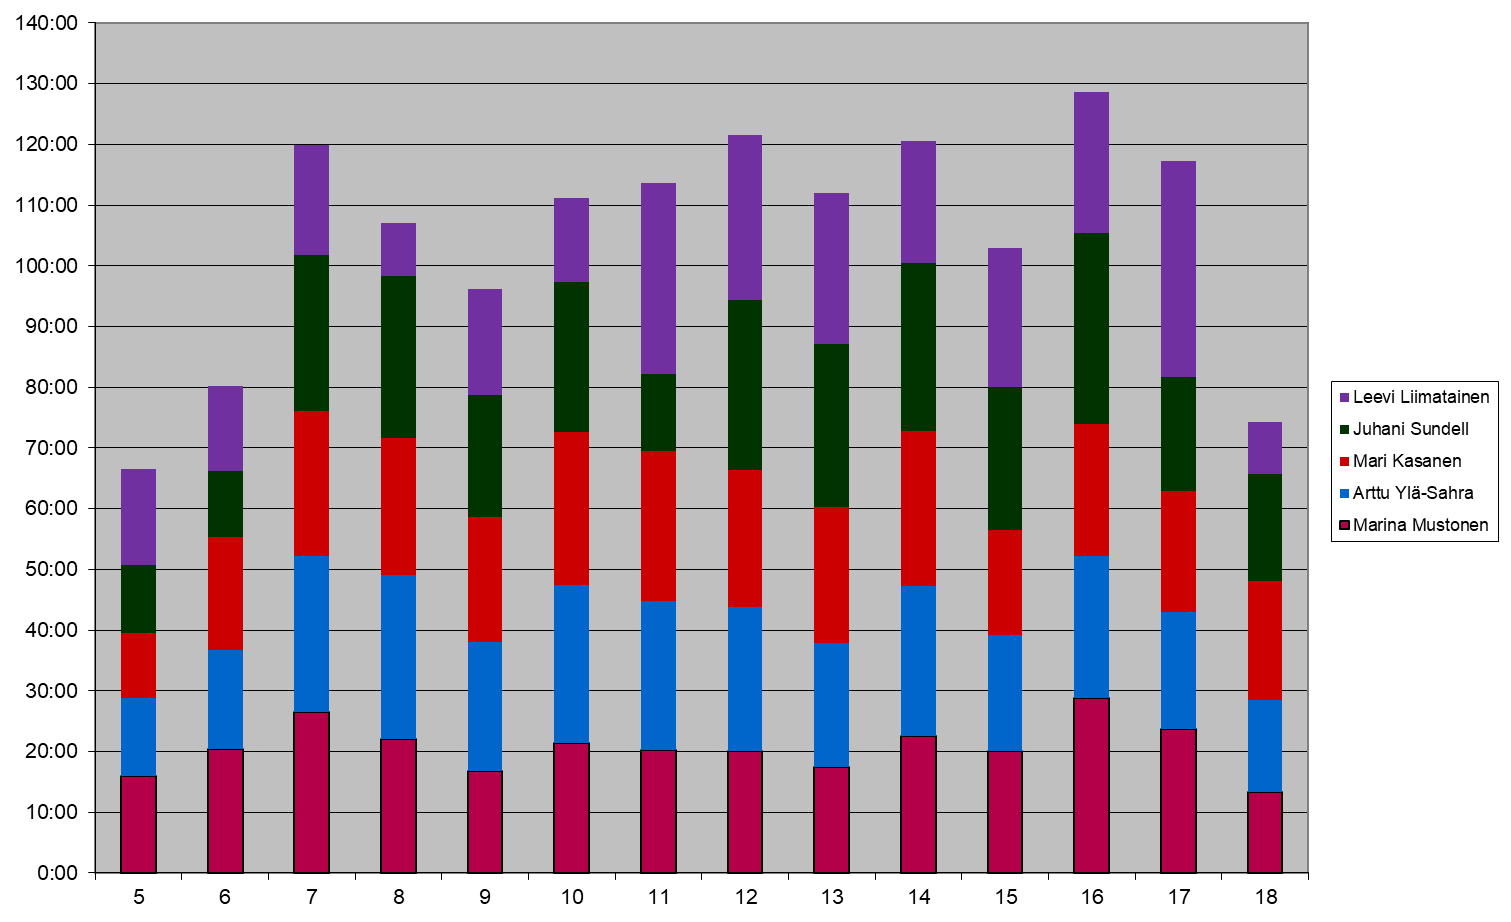 140:00
130:00
120:00
110:00
100:00
90:00
80:00
70:00
60:00
50:00
40:00
30:00
20:00
10:00
0:00
5 6 7 8 9 10 11 12 13 14 15 16 17 18
Leevi Liimatainen
Juhani Sundell
Mari Kasanen
Arttu Ylä-Sahra
Marina Mustonen